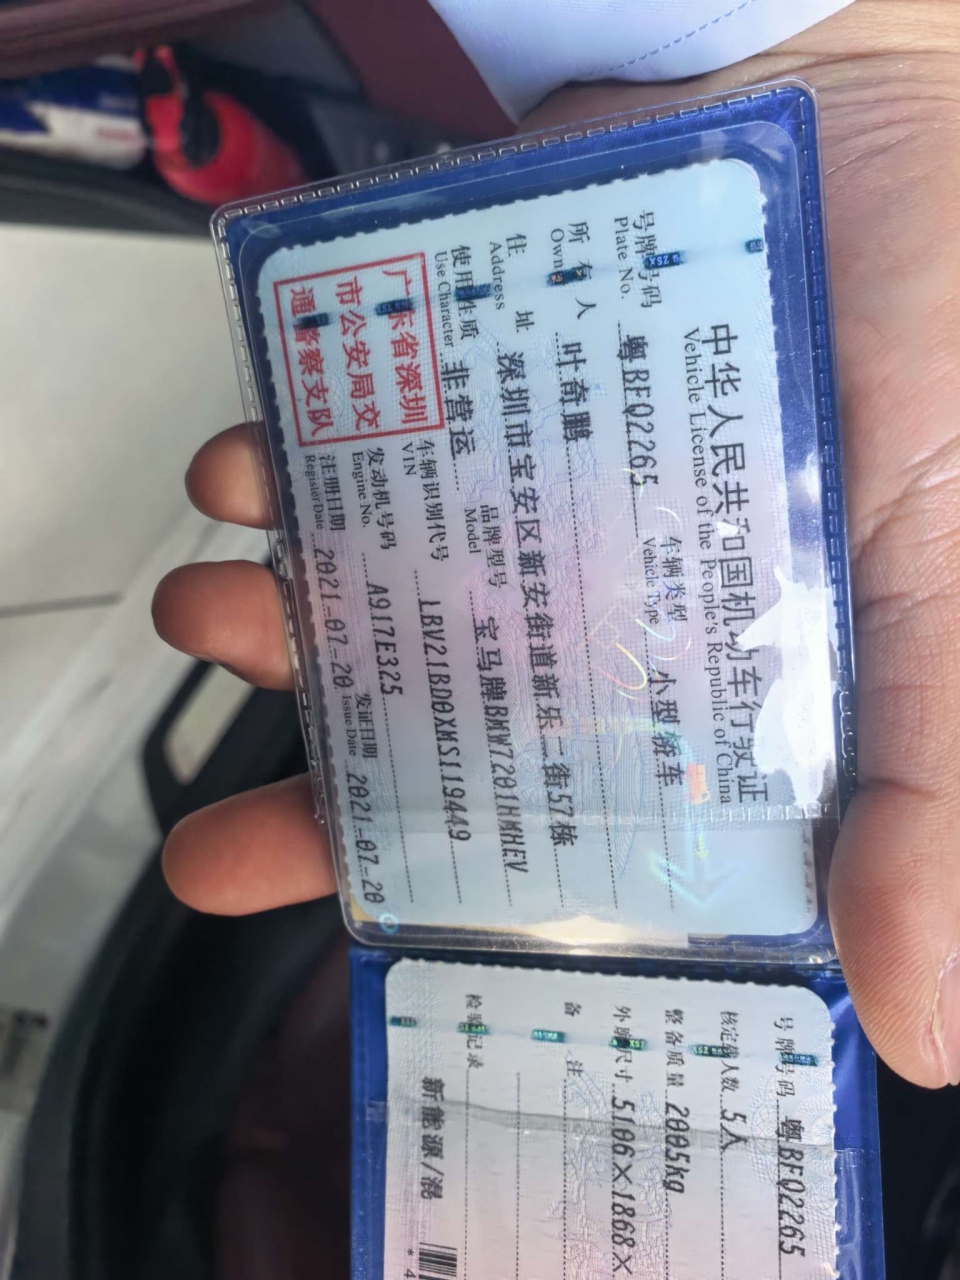 中华人民共和国机动车行驶证
Vehicle License of the People's Republic of China
号牌号码 粤BFQ2265 车辆类型 小型轿车
Plate No. Vehicle Type
所有人 叶奇鹏
Owner
住址 深圳市宝安区新安街道新乐二街57栋
Address
使用性质 非营运 品牌型号 宝马牌BMW7201HMHEV
Use Character Model
广东省深圳
市公安局交
通警察支队
车辆识别代号 LBV21BD0XMS119449
VIN
发动机号码 A917E325
Engine No.
注册日期 2021-07-20 发证日期 2021-07-20
Register Date Issue Date
号牌号码 粤BFQ2265
核定载人数 5人
整备质量 2005kg
外廓尺寸 5106×1868×
备注
检验记录
新能源/混
*4